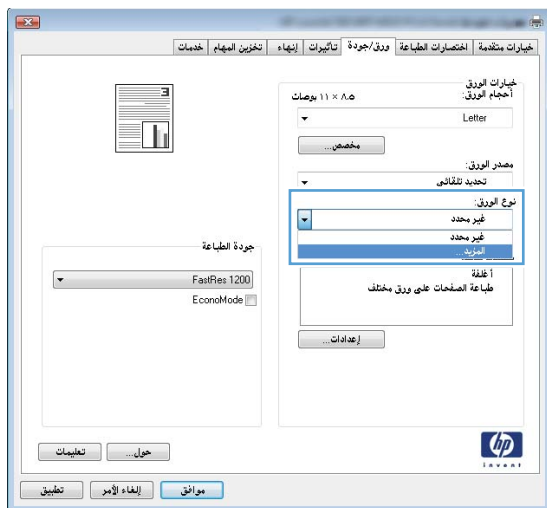 خيارات متقدمة اختصارات الطباعة ورق/جودة تأثيرات إنهاء تخزين المهام خدمات
خيارات الورق
أحجام الورق:
٨.٥ × ١١ بوصات
Letter
مخصص...
مصدر الورق:
تحديد تلقائي
نوع الورق:
غير محدد
غير محدد
المزيد...
أغلفة
طباعة الصفحات على ورق مختلف
إعدادات...
جودة الطباعة
FastRes 1200
EconoMode
حول... تعليمات
hp
invent
موافق إلغاء الأمر تطبيق